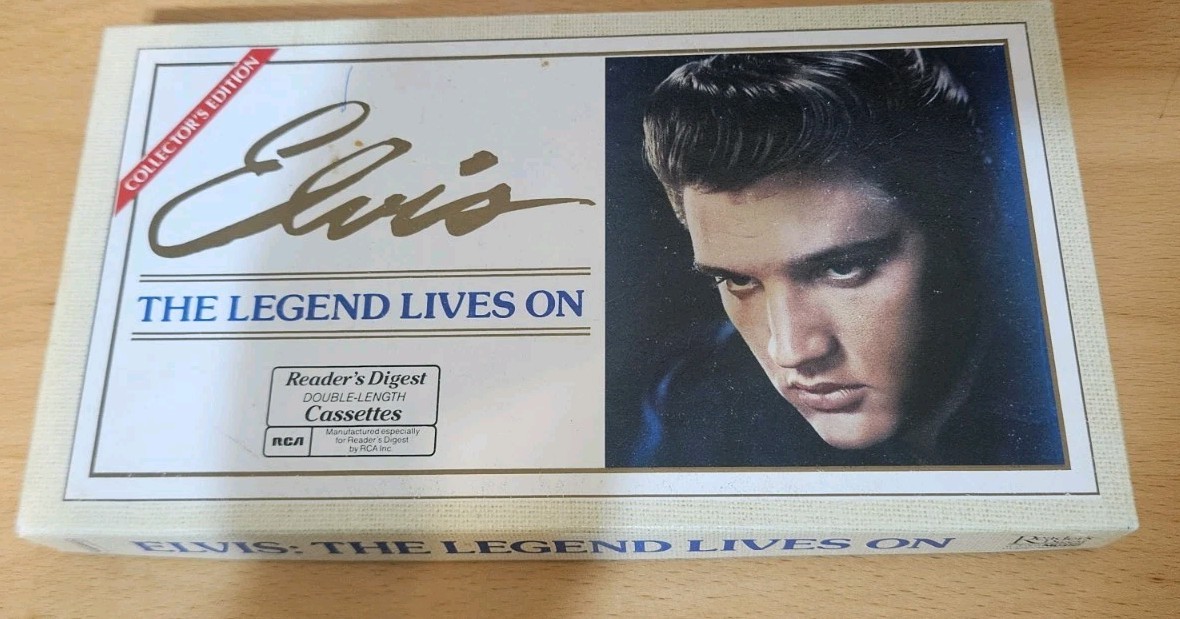 COLLECTOR'S EDITION
Elvis
THE LEGEND LIVES ON
Reader's Digest
DOUBLE-LENGTH
Cassettes
RCA
Manufactured especially
for Reader's Digest
by RCA Inc.
ELVIS: THE LEGEND LIVES ON